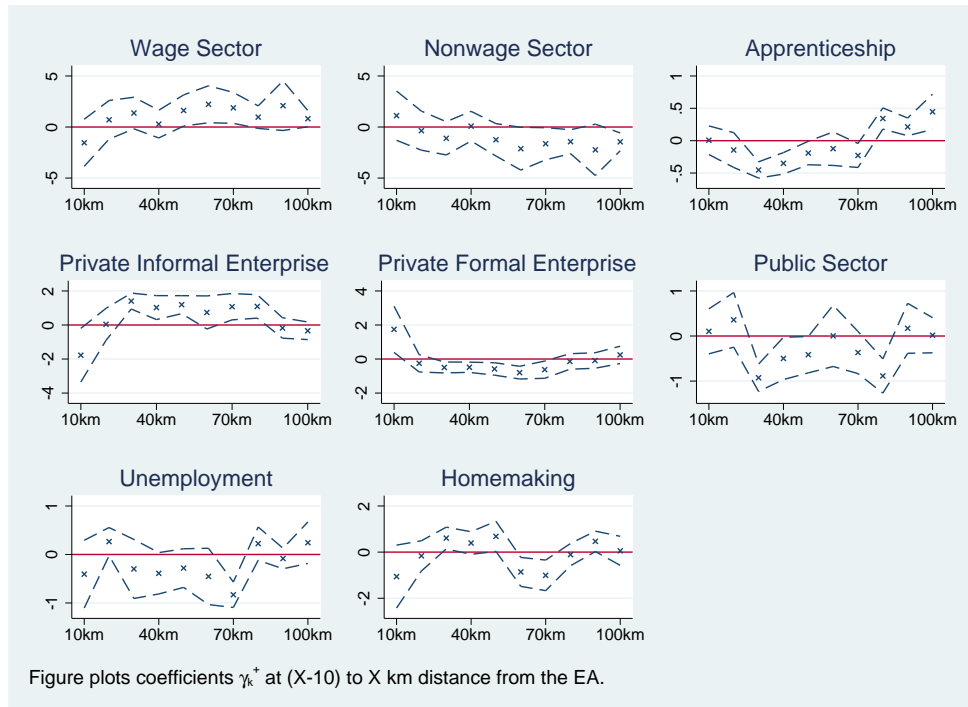 Wage Sector
5
0
-5
10km 40km 70km 100km
Nonwage Sector
5
0
-5
10km 40km 70km 100km
Apprenticeship
1
.5
0
-.5
10km 40km 70km 100km
Private Informal Enterprise
2
0
-2
-4
10km 40km 70km 100km
Private Formal Enterprise
4
2
0
-2
10km 40km 70km 100km
Public Sector
1
0
-1
10km 40km 70km 100km
Unemployment
1
0
-1
10km 40km 70km 100km
Homemaking
2
0
-2
10km 40km 70km 100km
Figure plots coefficients γₖ⁺ at (X-10) to X km distance from the EA.